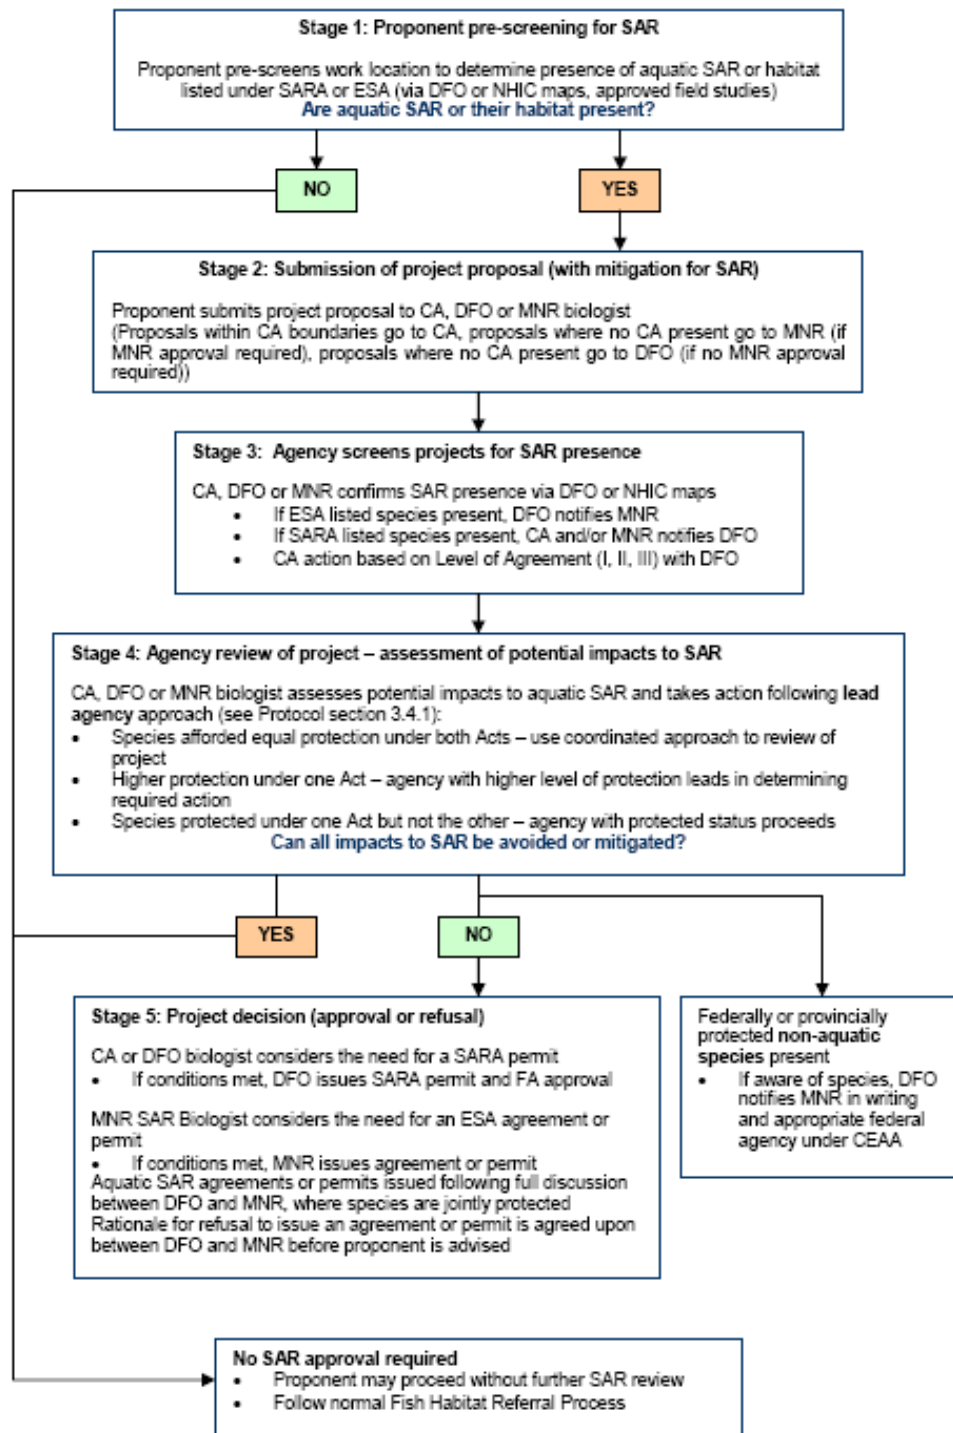 Stage 1: Proponent pre-screening for SAR
Proponent pre-screens work location to determine presence of aquatic SAR or habitat
listed under SARA or ESA (via DFO or NHIC maps, approved field studies)
Are aquatic SAR or their habitat present?
NO
YES
Stage 2: Submission of project proposal (with mitigation for SAR)
Proponent submits project proposal to CA, DFO or MNR biologist
(Proposals within CA boundaries go to CA, proposals where no CA present go to MNR (if
MNR approval required), proposals where no CA present go to DFO (if no MNR approval
required))
Stage 3: Agency screens projects for SAR presence
CA, DFO or MNR confirms SAR presence via DFO or NHIC maps
• If ESA listed species present, DFO notifies MNR
• If SARA listed species present, CA and/or MNR notifies DFO
• CA action based on Level of Agreement (I, II, III) with DFO
Stage 4: Agency review of project – assessment of potential impacts to SAR
CA, DFO or MNR biologist assesses potential impacts to aquatic SAR and takes action following lead
agency approach (see Protocol section 3.4.1):
• Species afforded equal protection under both Acts – use coordinated approach to review of
project
• Higher protection under one Act – agency with higher level of protection leads in determining
required action
• Species protected under one Act but not the other – agency with protected status proceeds
Can all impacts to SAR be avoided or mitigated?
YES
NO
Stage 5: Project decision (approval or refusal)
CA or DFO biologist considers the need for a SARA permit
• If conditions met, DFO issues SARA permit and FA approval
MNR SAR Biologist considers the need for an ESA agreement or
permit
• If conditions met, MNR issues agreement or permit
Aquatic SAR agreements or permits issued following full discussion
between DFO and MNR, where species are jointly protected
Rationale for refusal to issue an agreement or permit is agreed upon
between DFO and MNR before proponent is advised
Federally or provincially
protected non-aquatic
species present
• If aware of species, DFO
notifies MNR in writing
and appropriate federal
agency under CEAA
No SAR approval required
• Proponent may proceed without further SAR review
• Follow normal Fish Habitat Referral Process